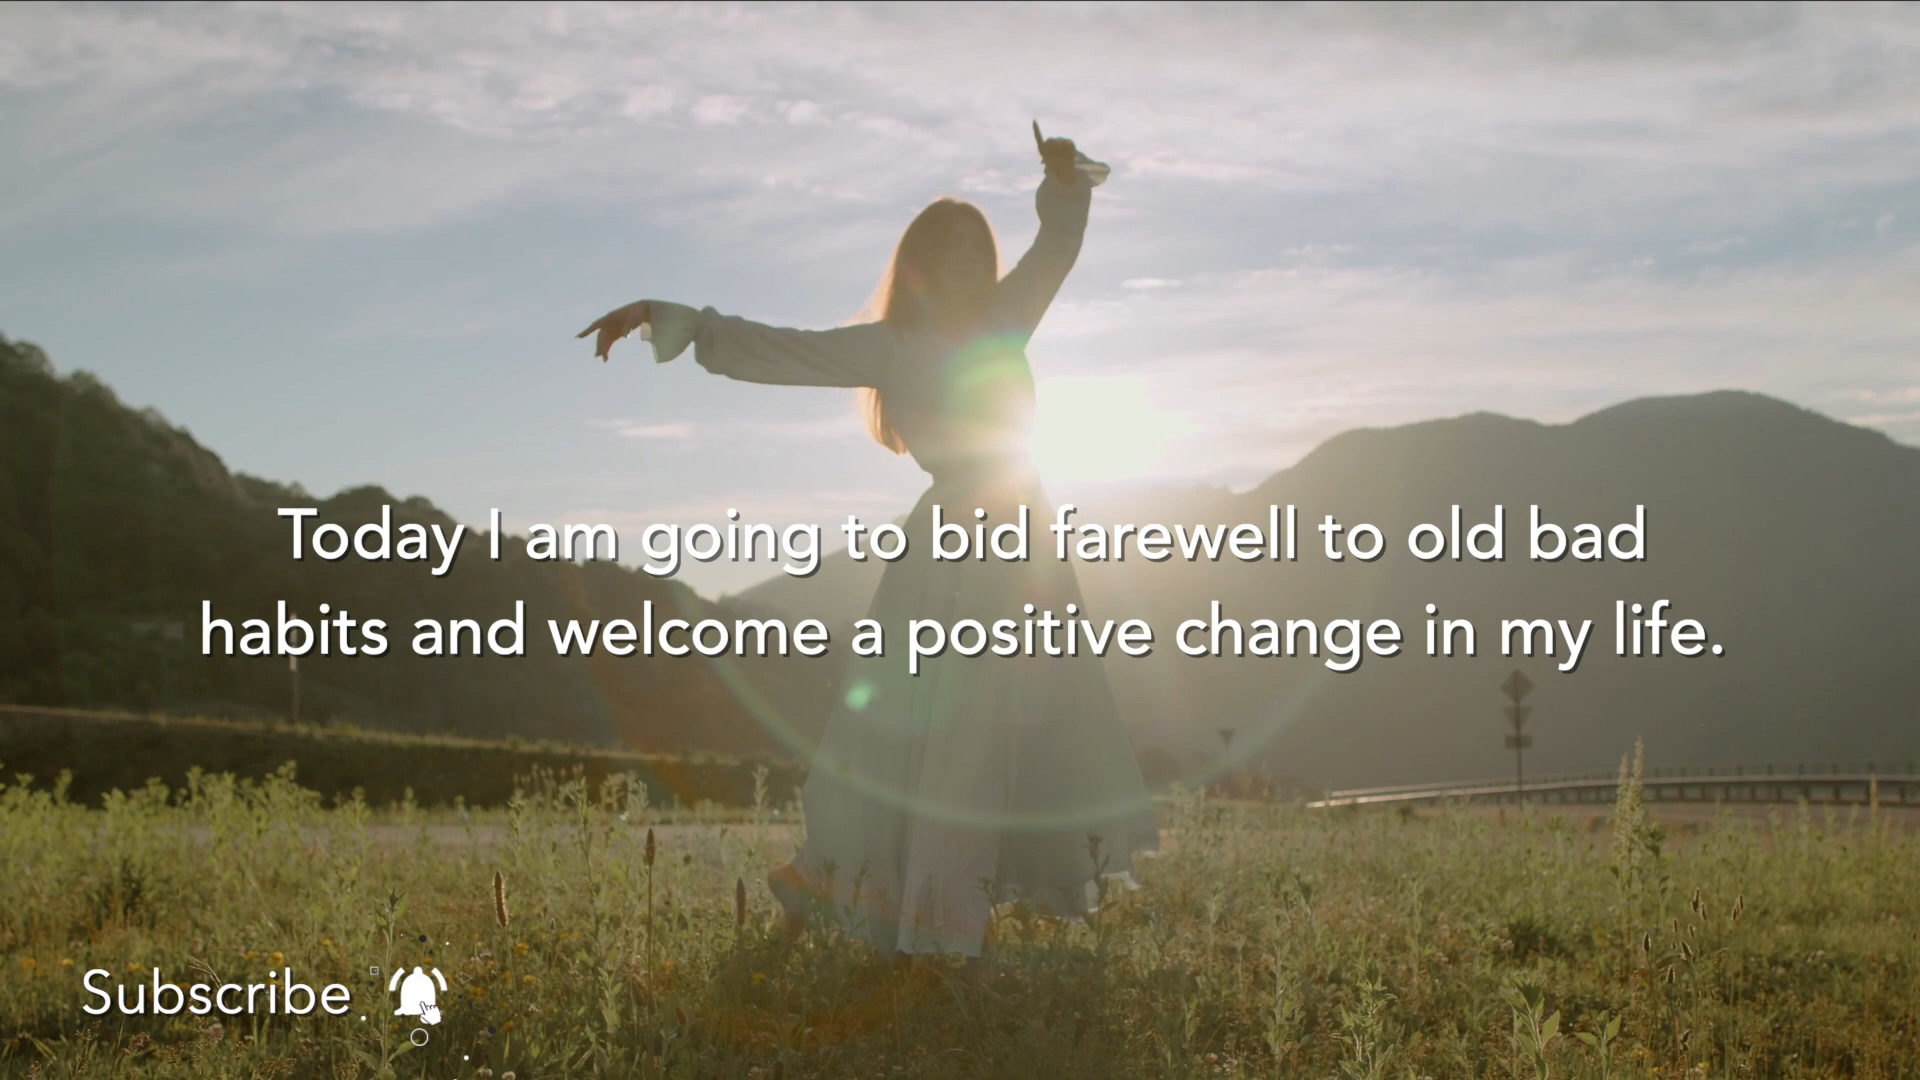 Today I am going to bid farewell to old bad
habits and welcome a positive change in my life.
Subscribe